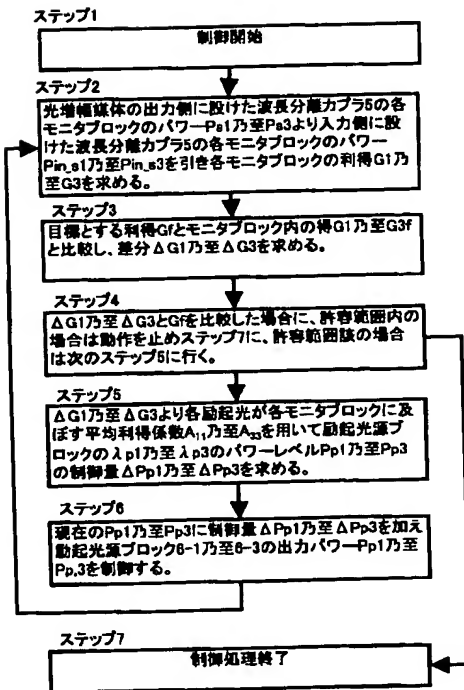 ステップ1
制御開始
ステップ2
光増幅媒体の出力側に設けた波長分離カプラ5の各
モニタブロックのパワーPs1乃至Ps3より入力側に設
けた波長分離カプラ5の各モニタブロックのパワー
Pin_s1乃至Pin_s3を引き各モニタブロックの利得G1乃
至G3を求める。
ステップ3
目標とする利得Gfとモニタブロック内の得G1乃至G3f
と比較し、差分ΔG1乃至ΔG3を求める。
ステップ4
ΔG1乃至ΔG3とGfを比較した場合に、許容範囲内の
場合は動作を止めステップ7に、許容範囲該の場合
は次のステップ5に行く。
ステップ5
ΔG1乃至ΔG3より各励起光が各モニタブロックに及
ぼす平均利得係数A₁₁乃至A₃₃を用いて励起光源ブ
ロックのλp1乃至λp3のパワーレベルPp1乃至Pp3
の制御量ΔPp1乃至ΔPp3を求める。
ステップ6
現在のPp1乃至Pp3に制御量ΔPp1乃至ΔPp3を加え
励起光源ブロック6-1乃至6-3の出力パワーPp1乃至
Pp,3を制御する。
ステップ7
制御処理終了